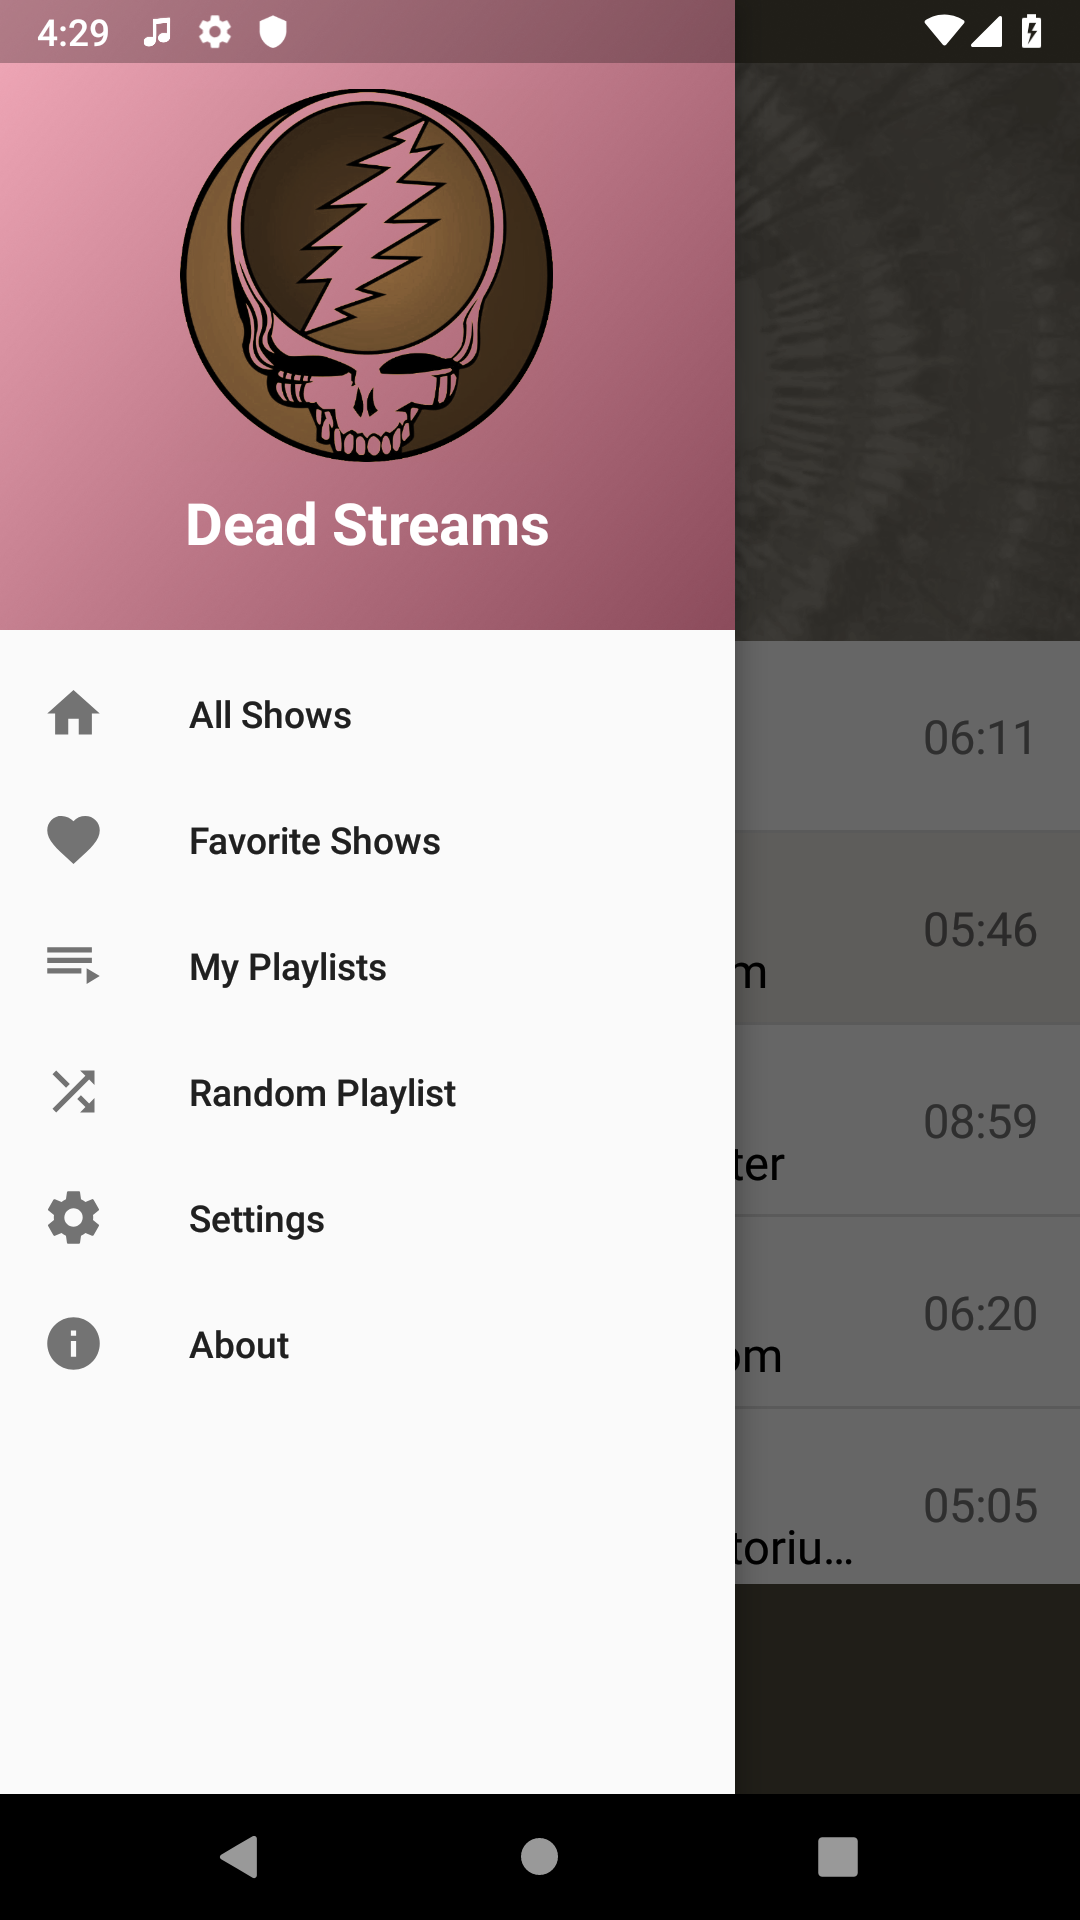 4:29
Dead Streams
All Shows
06:11
Favorite Shows
05:46
My Playlists
m
Random Playlist
08:59
ter
Settings
06:20
About
om
05:05
toriu...